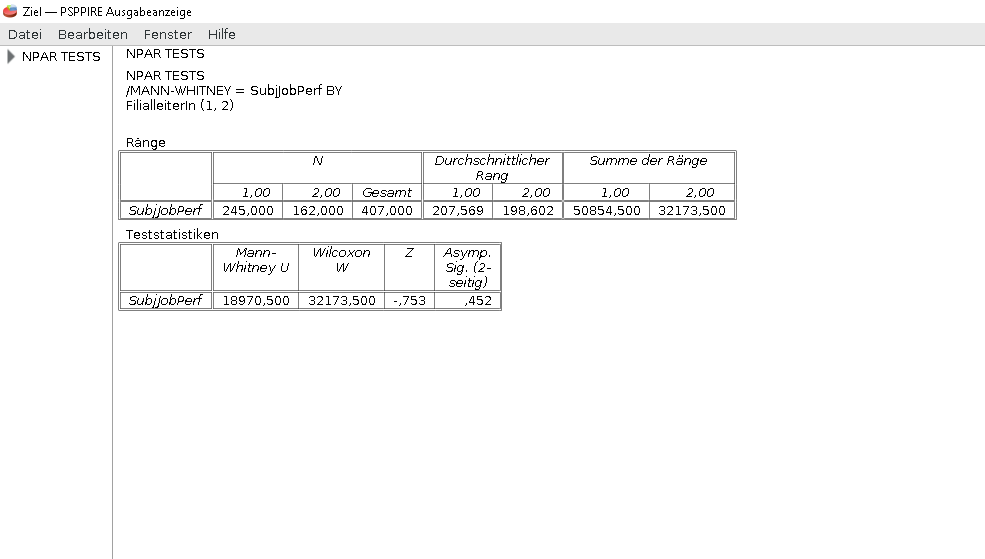 Ziel — PSPPIRE Ausgabeanzeige
Datei Bearbeiten Fenster Hilfe
NPAR TESTS
NPAR TESTS
NPAR TESTS
/MANN-WHITNEY = SubjJobPerf BY
FilialleiterIn (1, 2)
Ränge
N Durchschnittlicher Rang Summe der Ränge
1,00 2,00 Gesamt 1,00 2,00 1,00 2,00
SubjJobPerf 245,000 162,000 407,000 207,569 198,602 50854,500 32173,500
Teststatistiken
Mann- Wilcoxon Z Asymp.
Whitney U W Sig. (2-
seitig)
SubjJobPerf 18970,500 32173,500 -,753 ,452